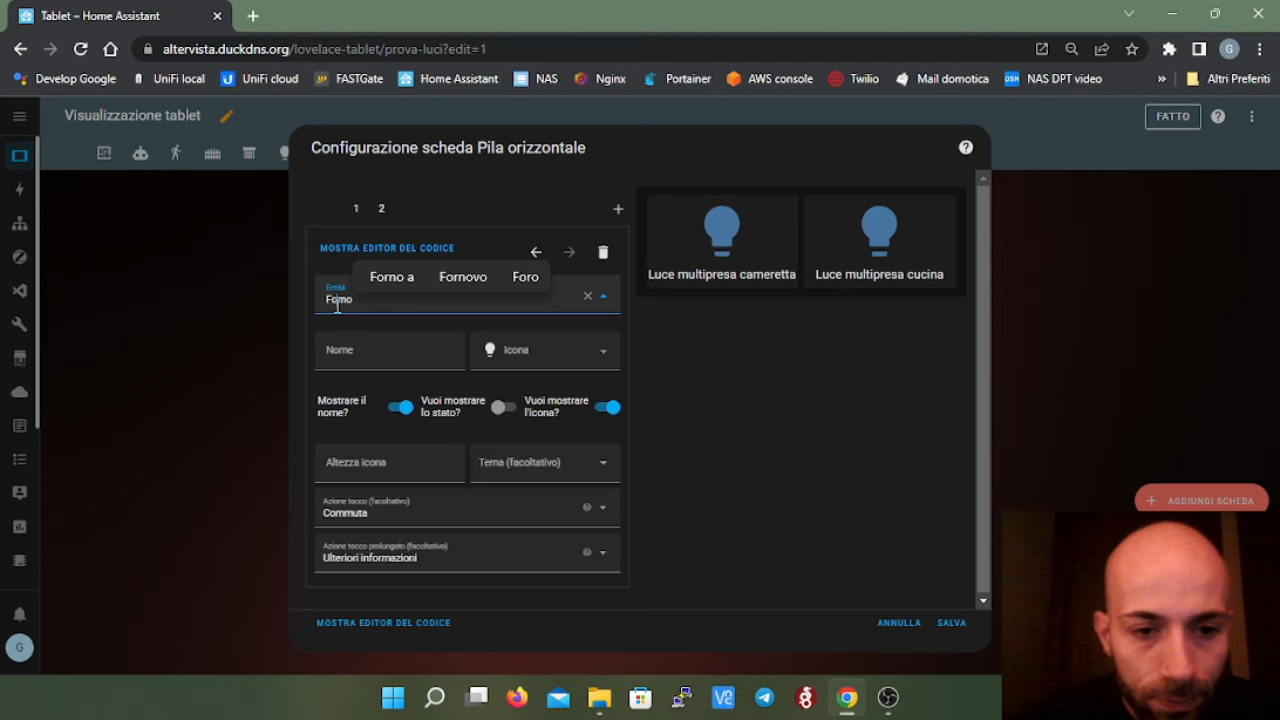 Tablet – Home Assistant
altervista.duckdns.org/lovelace-tablet/prova-luci?edit=1
G
Develop Google
UniFi local
UniFi cloud
FASTGate
Home Assistant
NAS
Nginx
Portainer
AWS console
Twilio
Mail domotica
DSM
NAS DPT video
»
Altri Preferiti
Visualizzazione tablet
FATTO
Configurazione scheda Pila orizzontale
1
2
+
MOSTRA EDITOR DEL CODICE
Forno a
Fornovo
Foro
Entità
Forno
Nome
Icona
Mostrare il
nome?
Vuoi mostrare
lo stato?
Vuoi mostrare
l'icona?
Altezza icona
Tema (facoltativo)
Azione tocco (facoltativo)
Commuta
Azione tocco prolungato (facoltativo)
Ulteriori informazioni
Luce multipresa cameretta
Luce multipresa cucina
AGGIUNGI SCHEDA
MOSTRA EDITOR DEL CODICE
ANNULLA
SALVA
G